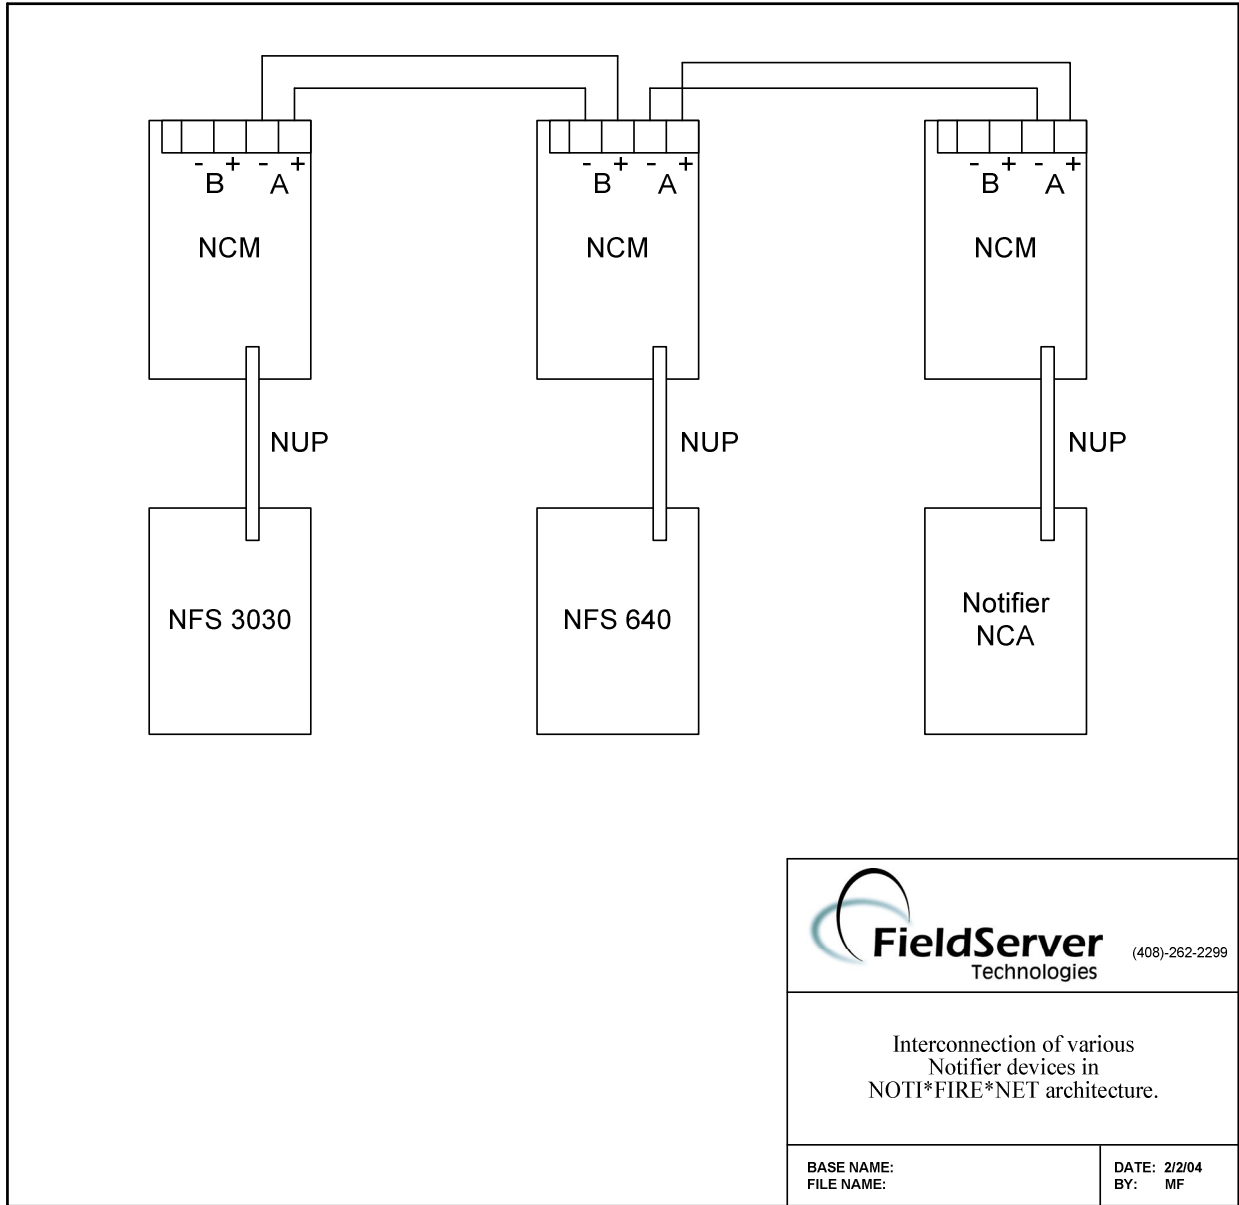 - + - +
B A
- + - +
B A
- + - +
B A
NCM
NCM
NCM
NUP
NUP
NUP
NFS 3030
NFS 640
Notifier
NCA
FieldServer
Technologies
(408)-262-2299
Interconnection of various
Notifier devices in
NOTI*FIRE*NET architecture.
BASE NAME:
FILE NAME:
DATE: 2/2/04
BY: MF